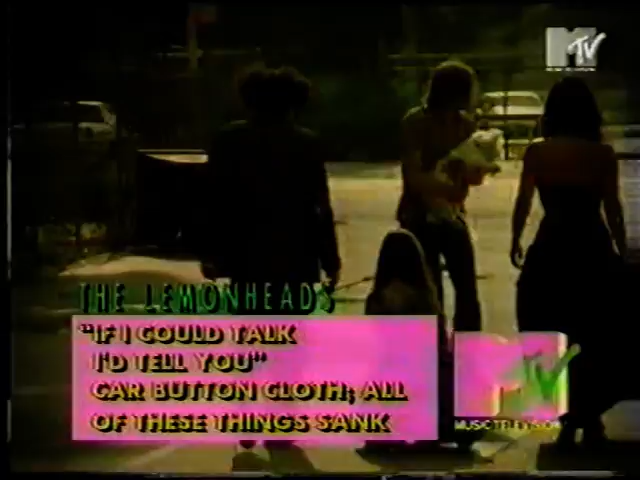 MTV
THE LEMONHEADS
"IF I COULD TALK
I'D TELL YOU"
CAR BUTTON CLOTH; ALL
OF THESE THINGS SANK
MTV
MUSIC TELEVISION